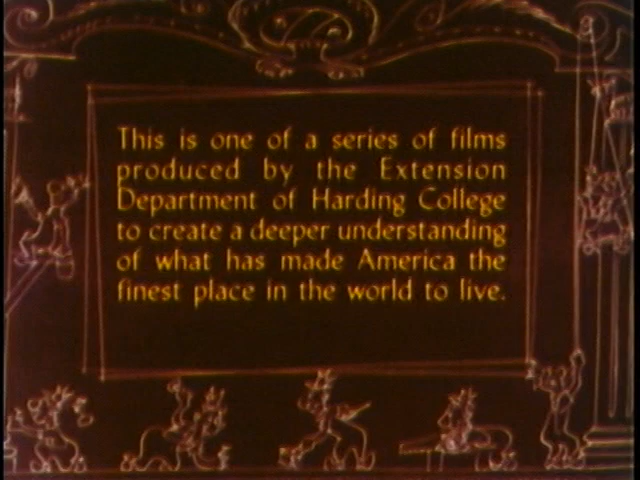 This is one of a series of films
produced by the Extension
Department of Harding College
to create a deeper understanding
of what has made America the
finest place in the world to live.